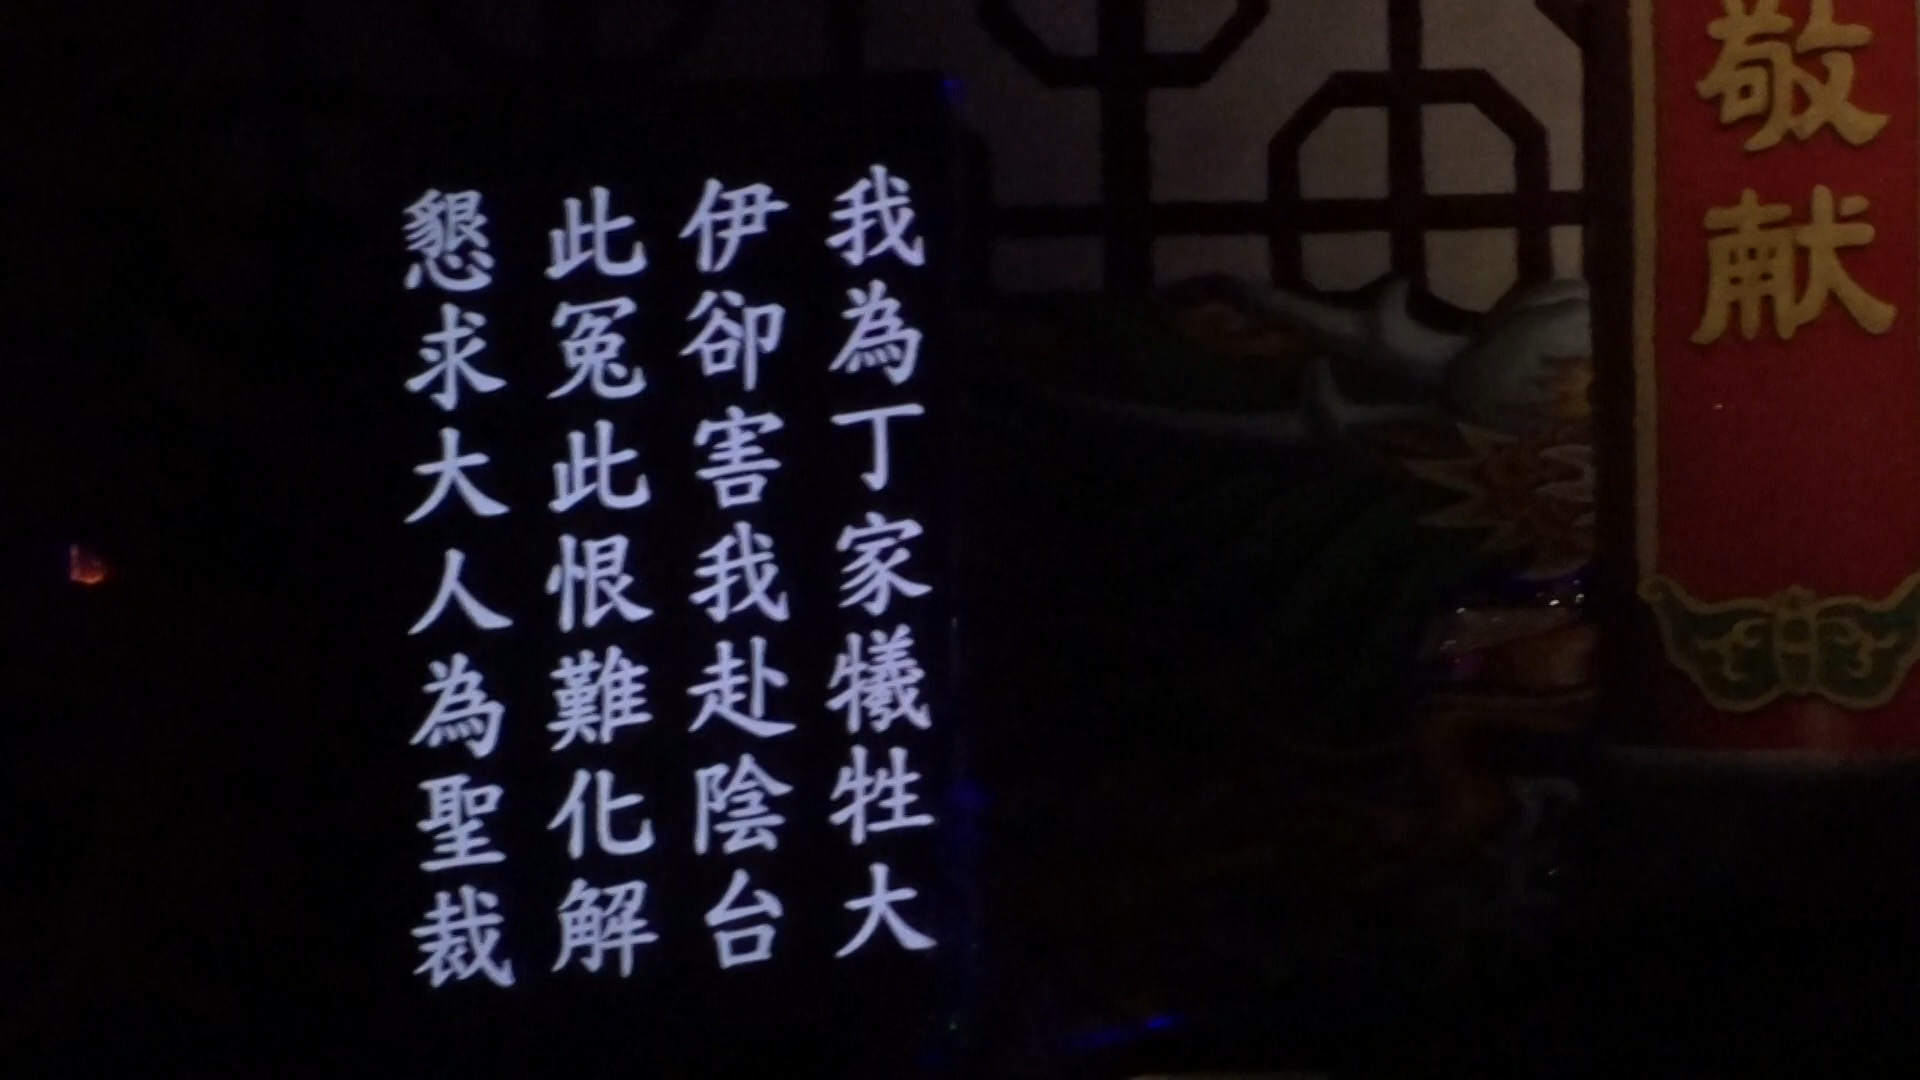 敬献
我為丁家犧牲大
伊卻害我赴陰台
此冤此恨難化解
懇求大人為聖裁